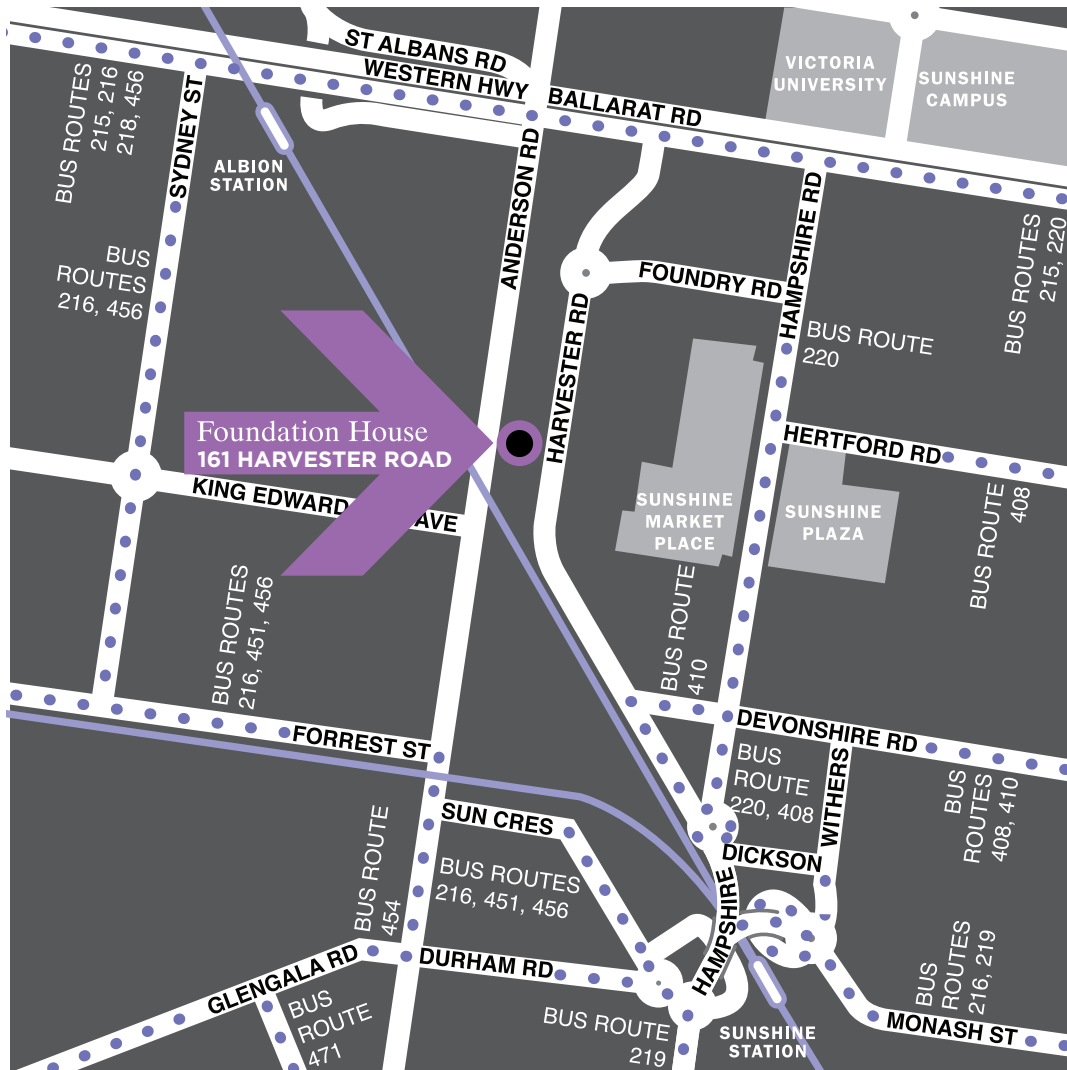 ST ALBANS RD
WESTERN HWY
BALLARAT RD
VICTORIA
UNIVERSITY
SUNSHINE
CAMPUS
BUS ROUTES
215, 216
218, 456
SYDNEY ST
ALBION
STATION
ANDERSON RD
HAMPSHIRE RD
BUS ROUTES
215, 220
BUS
ROUTES
216, 456
FOUNDRY RD
HARVESTER RD
BUS ROUTE
220
Foundation House
161 HARVESTER ROAD
HERTFORD RD
KING EDWARD AVE
SUNSHINE
MARKET
PLACE
SUNSHINE
PLAZA
BUS ROUTE
408
BUS ROUTES
216, 451, 456
BUS ROUTE
410
FORREST ST
DEVONSHIRE RD
BUS
ROUTE
220, 408
WITHERS
BUS
ROUTES
408, 410
SUN CRES
DICKSON
BUS ROUTE
454
BUS ROUTES
216, 451, 456
HAMPSHIRE
BUS
ROUTES
216, 219
GLENGALA RD
DURHAM RD
BUS
ROUTE
471
BUS ROUTE
219
SUNSHINE
STATION
MONASH ST